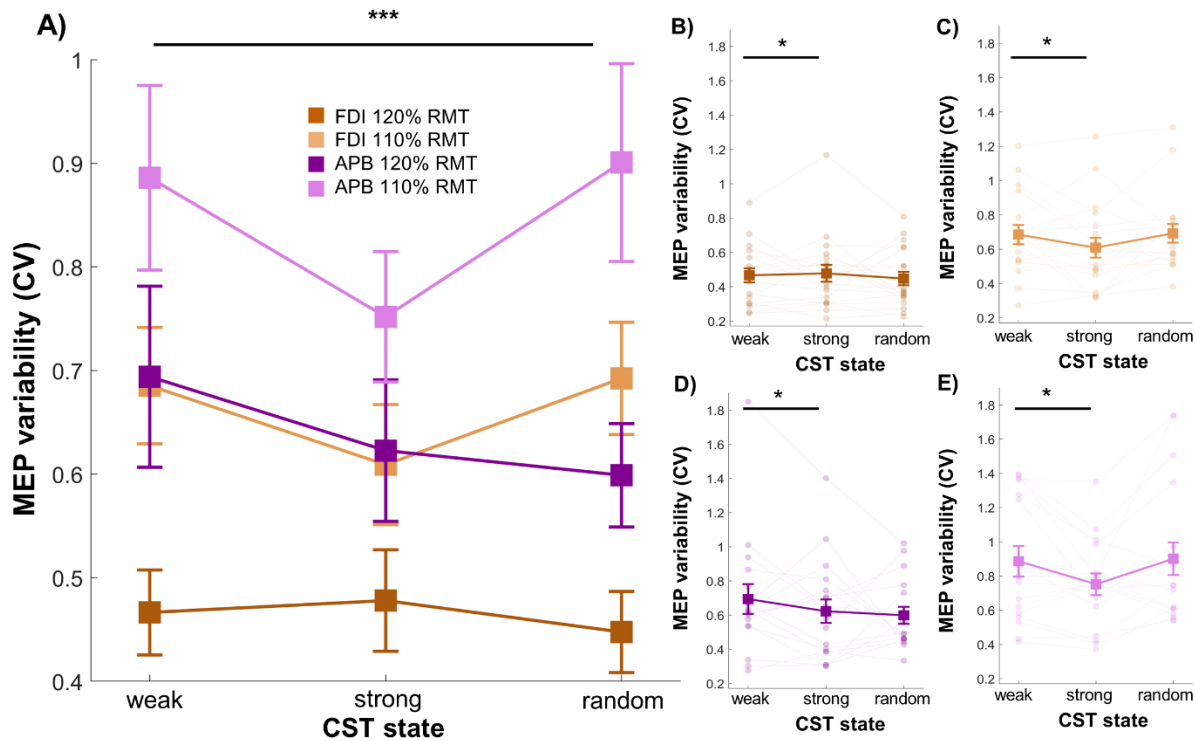 A)
***
MEP variability (CV)
1
0.9
0.8
0.7
0.6
0.5
0.4
FDI 120% RMT
FDI 110% RMT
APB 120% RMT
APB 110% RMT
weak strong random
CST state
B)
*
MEP variability (CV)
1.8
1.6
1.4
1.2
1
0.8
0.6
0.4
0.2
weak strong random
CST state
C)
*
MEP variability (CV)
1.8
1.6
1.4
1.2
1
0.8
0.6
0.4
0.2
weak strong random
CST state
D)
*
MEP variability (CV)
1.8
1.6
1.4
1.2
1
0.8
0.6
0.4
0.2
weak strong random
CST state
E)
*
MEP variability (CV)
1.8
1.6
1.4
1.2
1
0.8
0.6
0.4
0.2
weak strong random
CST state